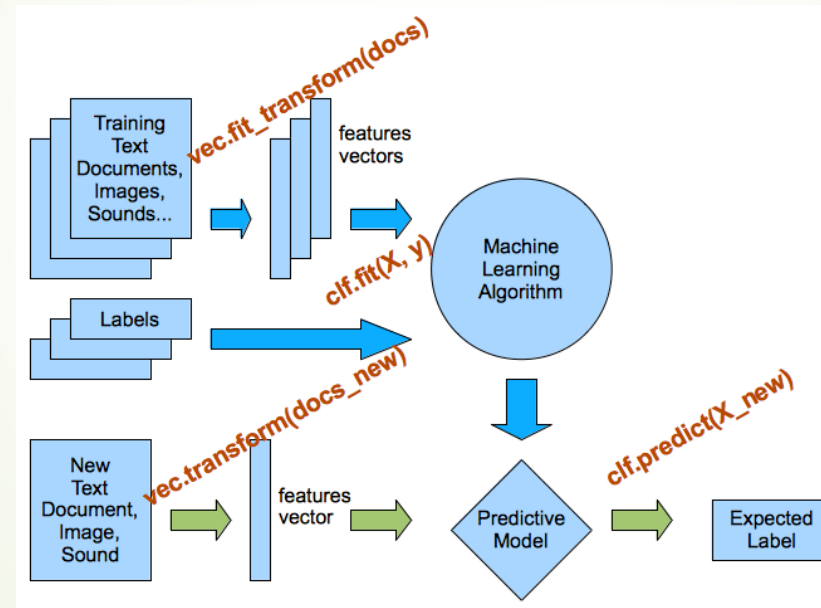 vec.fit_transform(docs)
Training
Text
Documents,
Images,
Sounds...
features
vectors
clf.fit(X, y)
Machine
Learning
Algorithm
Labels
vec.transform(docs_new)
New
Text
Document,
Image,
Sound
features
vector
Predictive
Model
clf.predict(X_new)
Expected
Label